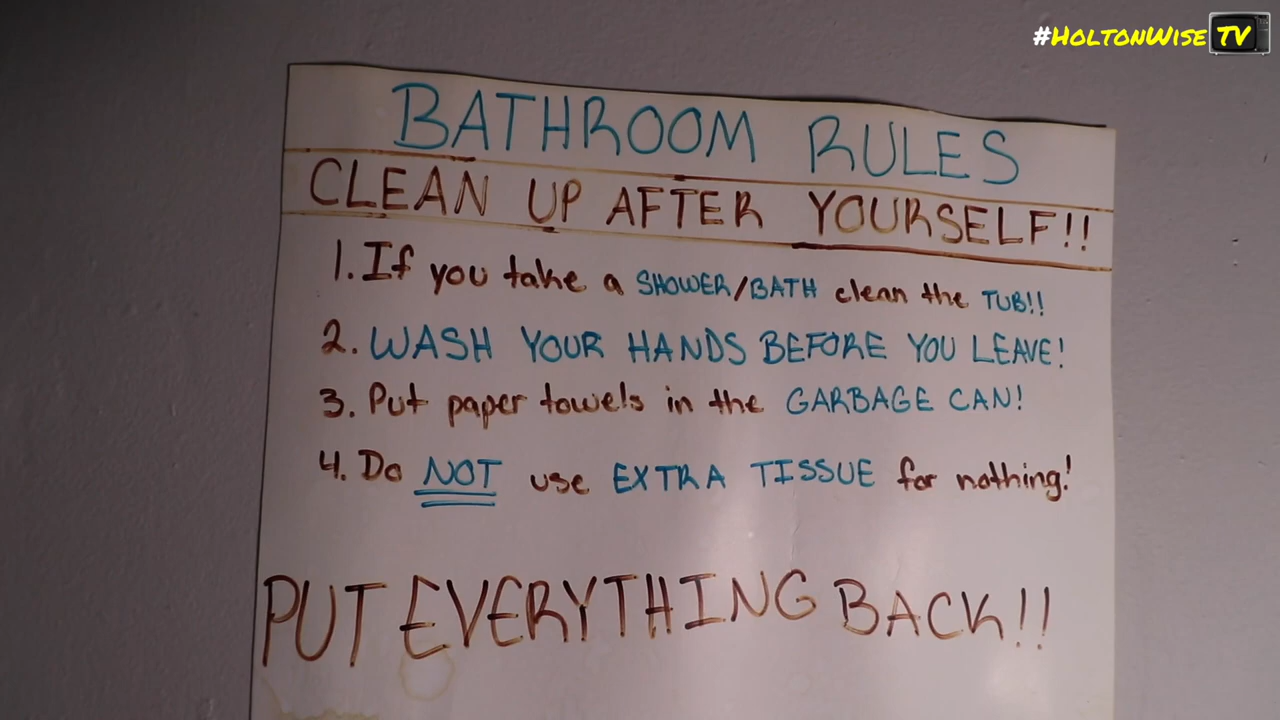 #HoltonWise TV
BATHROOM RULES
CLEAN UP AFTER YOURSELF!!
1. If you take a SHOWER/BATH clean the TUB!!
2. WASH YOUR HANDS BEFORE YOU LEAVE!
3. Put paper towels in the GARBAGE CAN!
4. Do NOT use EXTRA TISSUE for nothing!
PUT EVERYTHING BACK!!